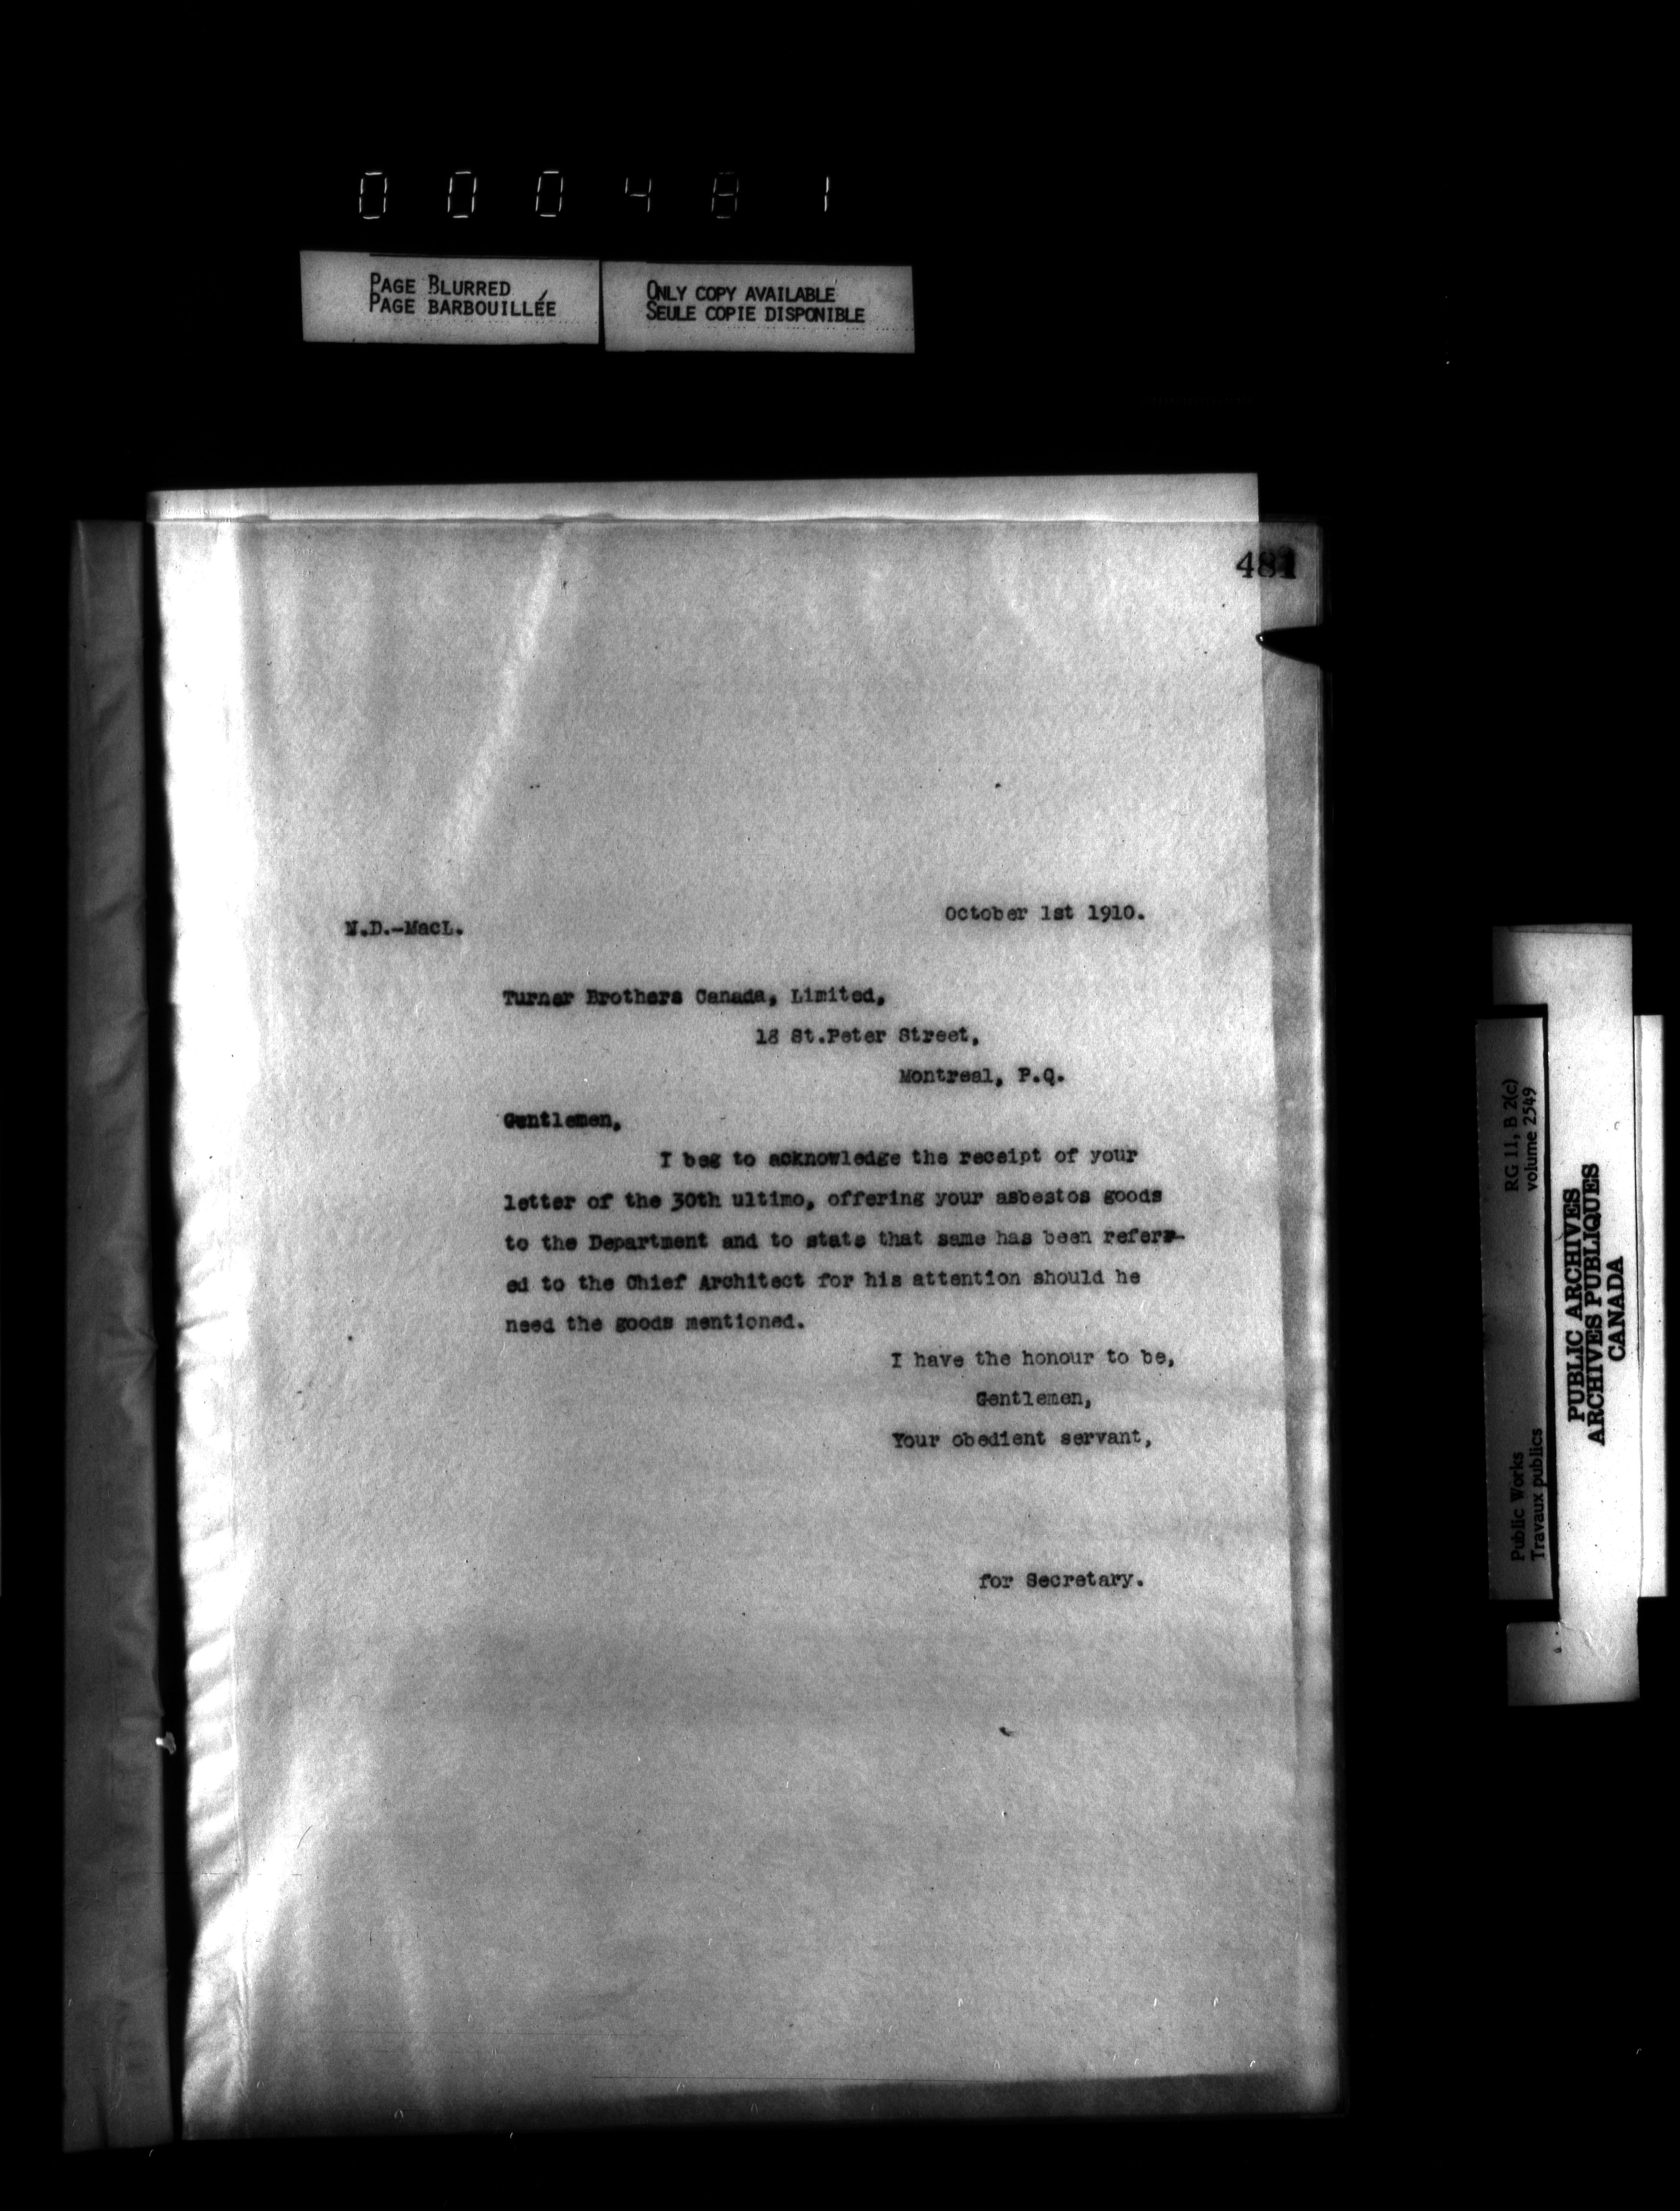 000481
PAGE BLURRED
PAGE BARBOUILLÉE
ONLY COPY AVAILABLE
SEULE COPIE DISPONIBLE
481
October 1st 1910.
N.D.-MacL.
Turner Brothers Canada, Limited,
18 St.Peter Street,
Montreal, P.Q.
Gentlemen,
I beg to acknowledge the receipt of your
letter of the 30th ultimo, offering your asbestos goods
to the Department and to state that same has been referr-
ed to the Chief Architect for his attention should he
need the goods mentioned.
I have the honour to be,
Gentlemen,
Your obedient servant,
for Secretary.
RG 11, B 2(c)
volume 2549
Public Works
Travaux publics
PUBLIC ARCHIVES
ARCHIVES PUBLIQUES
CANADA